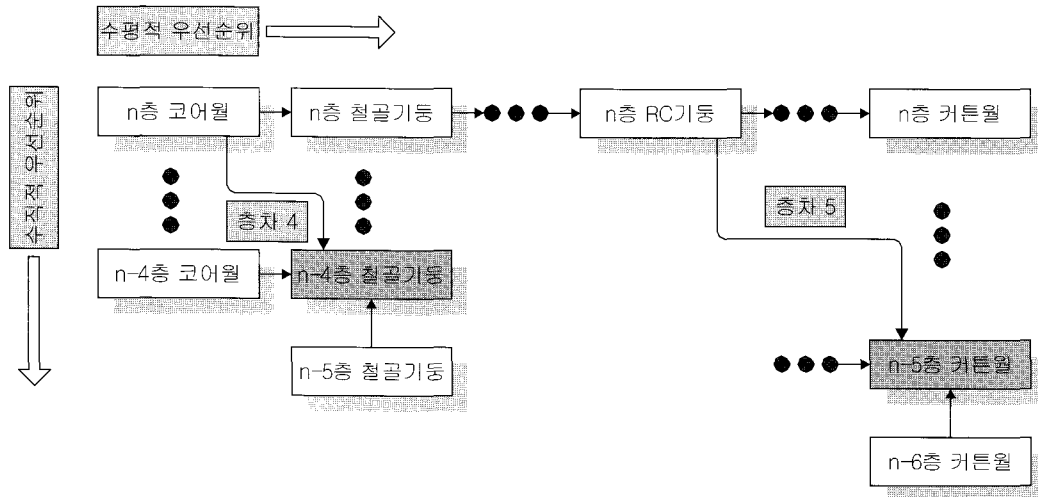 수평적 우선순위
수직적 우선순위
n층 코어월
n층 철골기둥
n층 RC기둥
n층 커튼월
층차 4
층차 5
n-4층 코어월
n-4층 철골기둥
n-5층 철골기둥
n-5층 커튼월
n-6층 커튼월